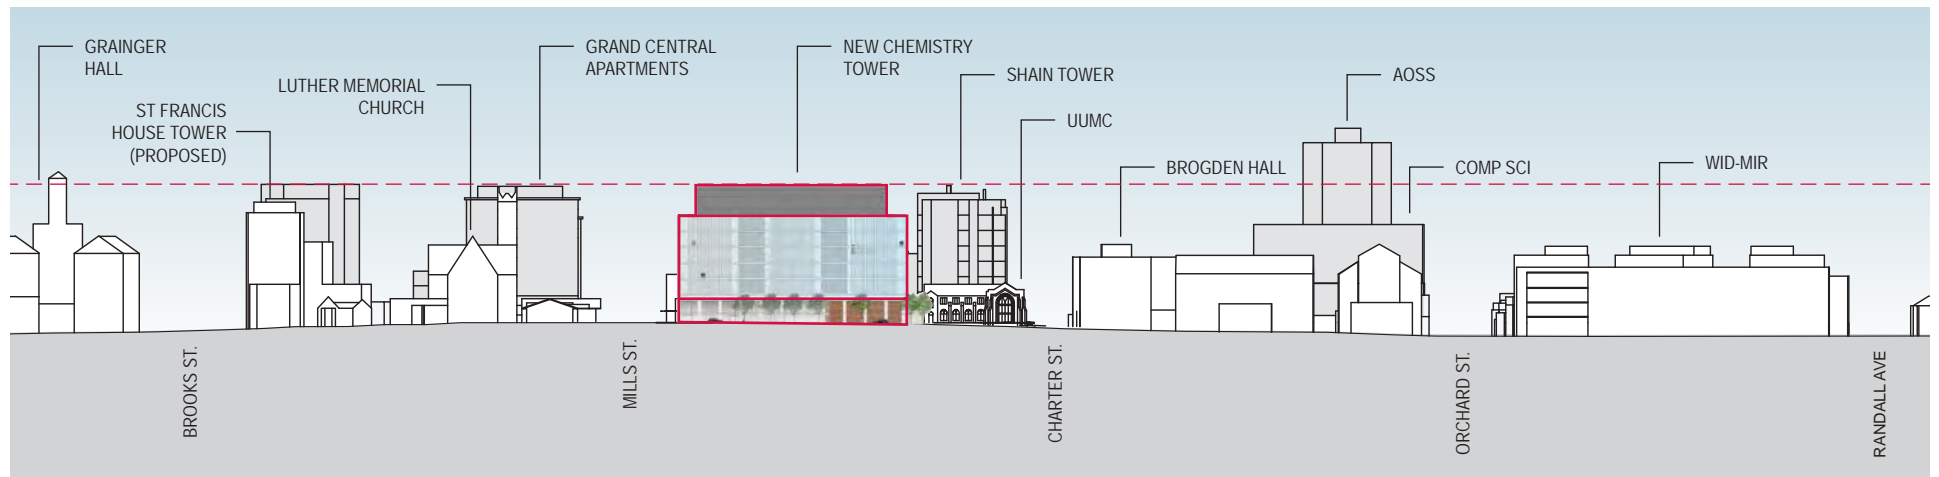 GRAINGER
HALL
ST FRANCIS
HOUSE TOWER
(PROPOSED)
LUTHER MEMORIAL
CHURCH
GRAND CENTRAL
APARTMENTS
NEW CHEMISTRY
TOWER
SHAIN TOWER
UUMC
BROGDEN HALL
AOSS
COMP SCI
WID-MIR
BROOKS ST.
MILLS ST.
CHARTER ST.
ORCHARD ST.
RANDALL AVE